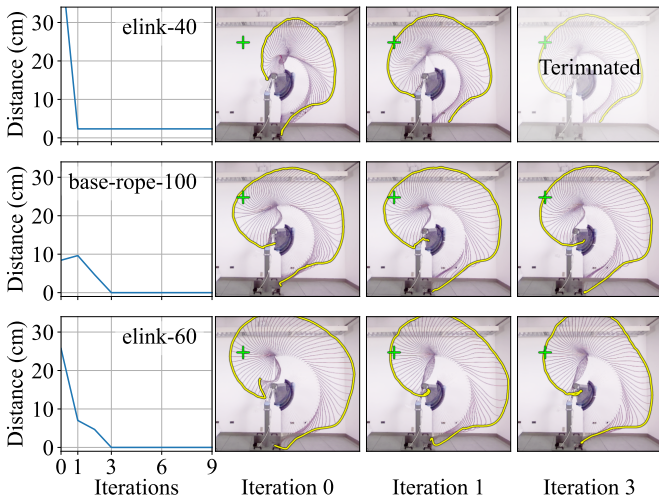 Distance (cm)
30
20
10
0
elink-40
Terimnated
Distance (cm)
30
20
10
0
base-rope-100
Distance (cm)
30
20
10
0
elink-60
0 1 3 6 9
Iterations
Iteration 0
Iteration 1
Iteration 3